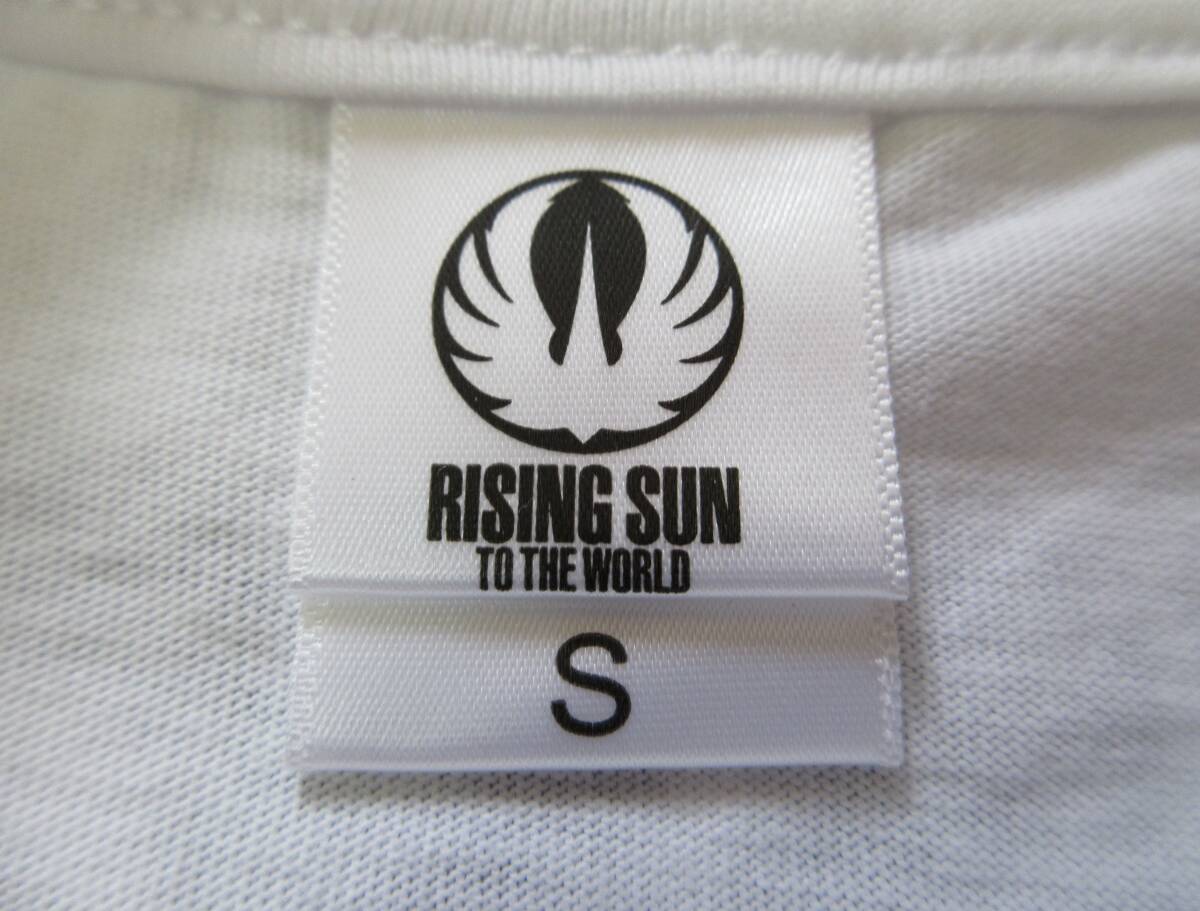 RISING SUN
TO THE WORLD
S